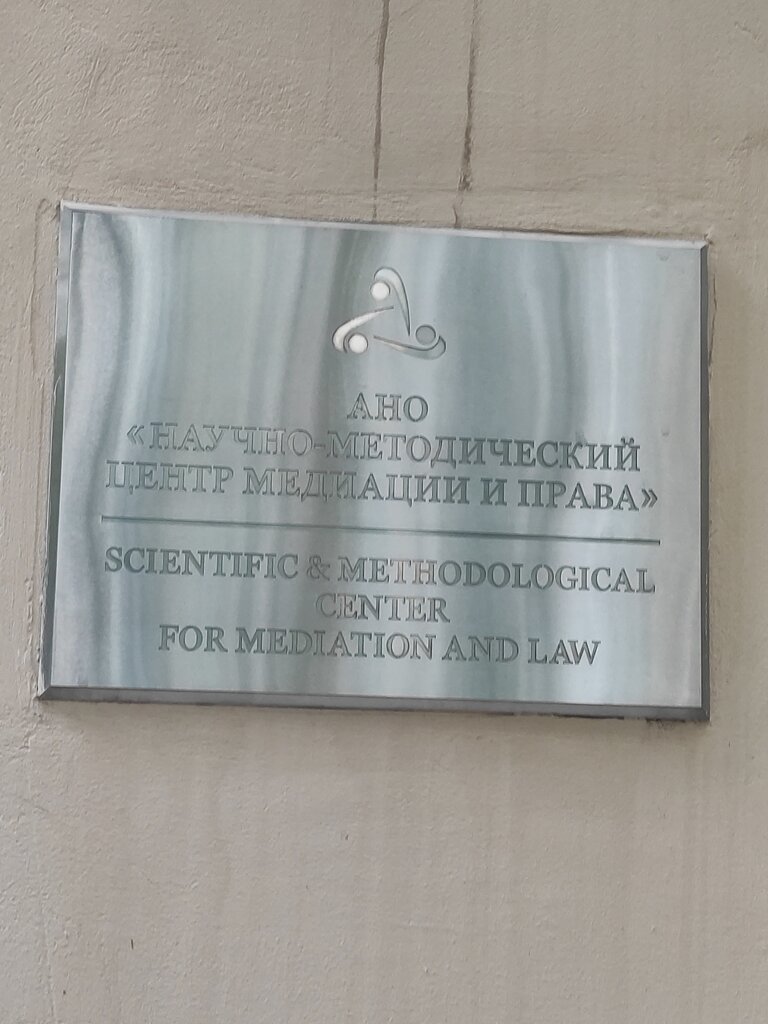 АНО
«НАУЧНО-МЕТОДИЧЕСКИЙ
ЦЕНТР МЕДИАЦИИ И ПРАВА»
SCIENTIFIC & METHODOLOGICAL
CENTER
FOR MEDIATION AND LAW